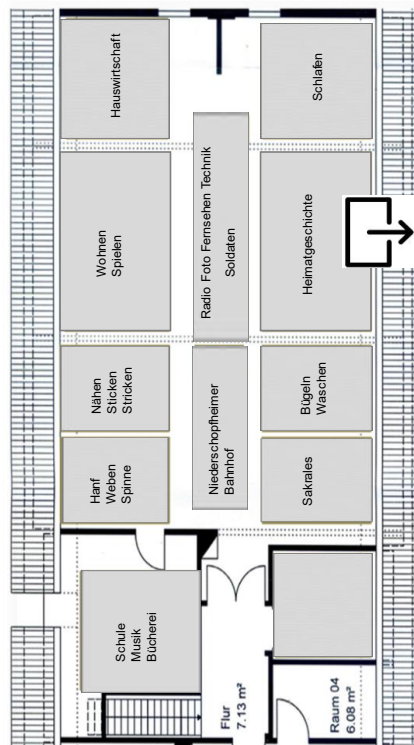 Hauswirtschaft
Schlafen
Wohnen
Spielen
Radio Foto Fernsehen Technik
Soldaten
Heimatgeschichte
Nähen
Sticken
Stricken
Niederschopfheimer
Bahnhof
Bügeln
Waschen
Hanf
Weben
Spinne
Sakrales
Schule
Musik
Bücherei
Flur
7.13 m²
Raum 04
6.08 m²